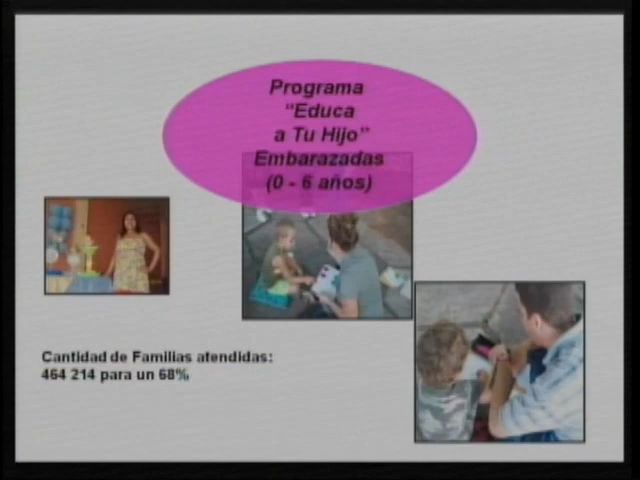 Programa
"Educa
a Tu Hijo"
Embarazadas
(0 - 6 años)
Cantidad de Familias atendidas:
464 214 para un 68%